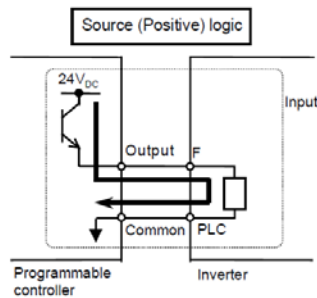 Source (Positive) logic
24VDC
Input
Output F
Common PLC
Programmable controller
Inverter